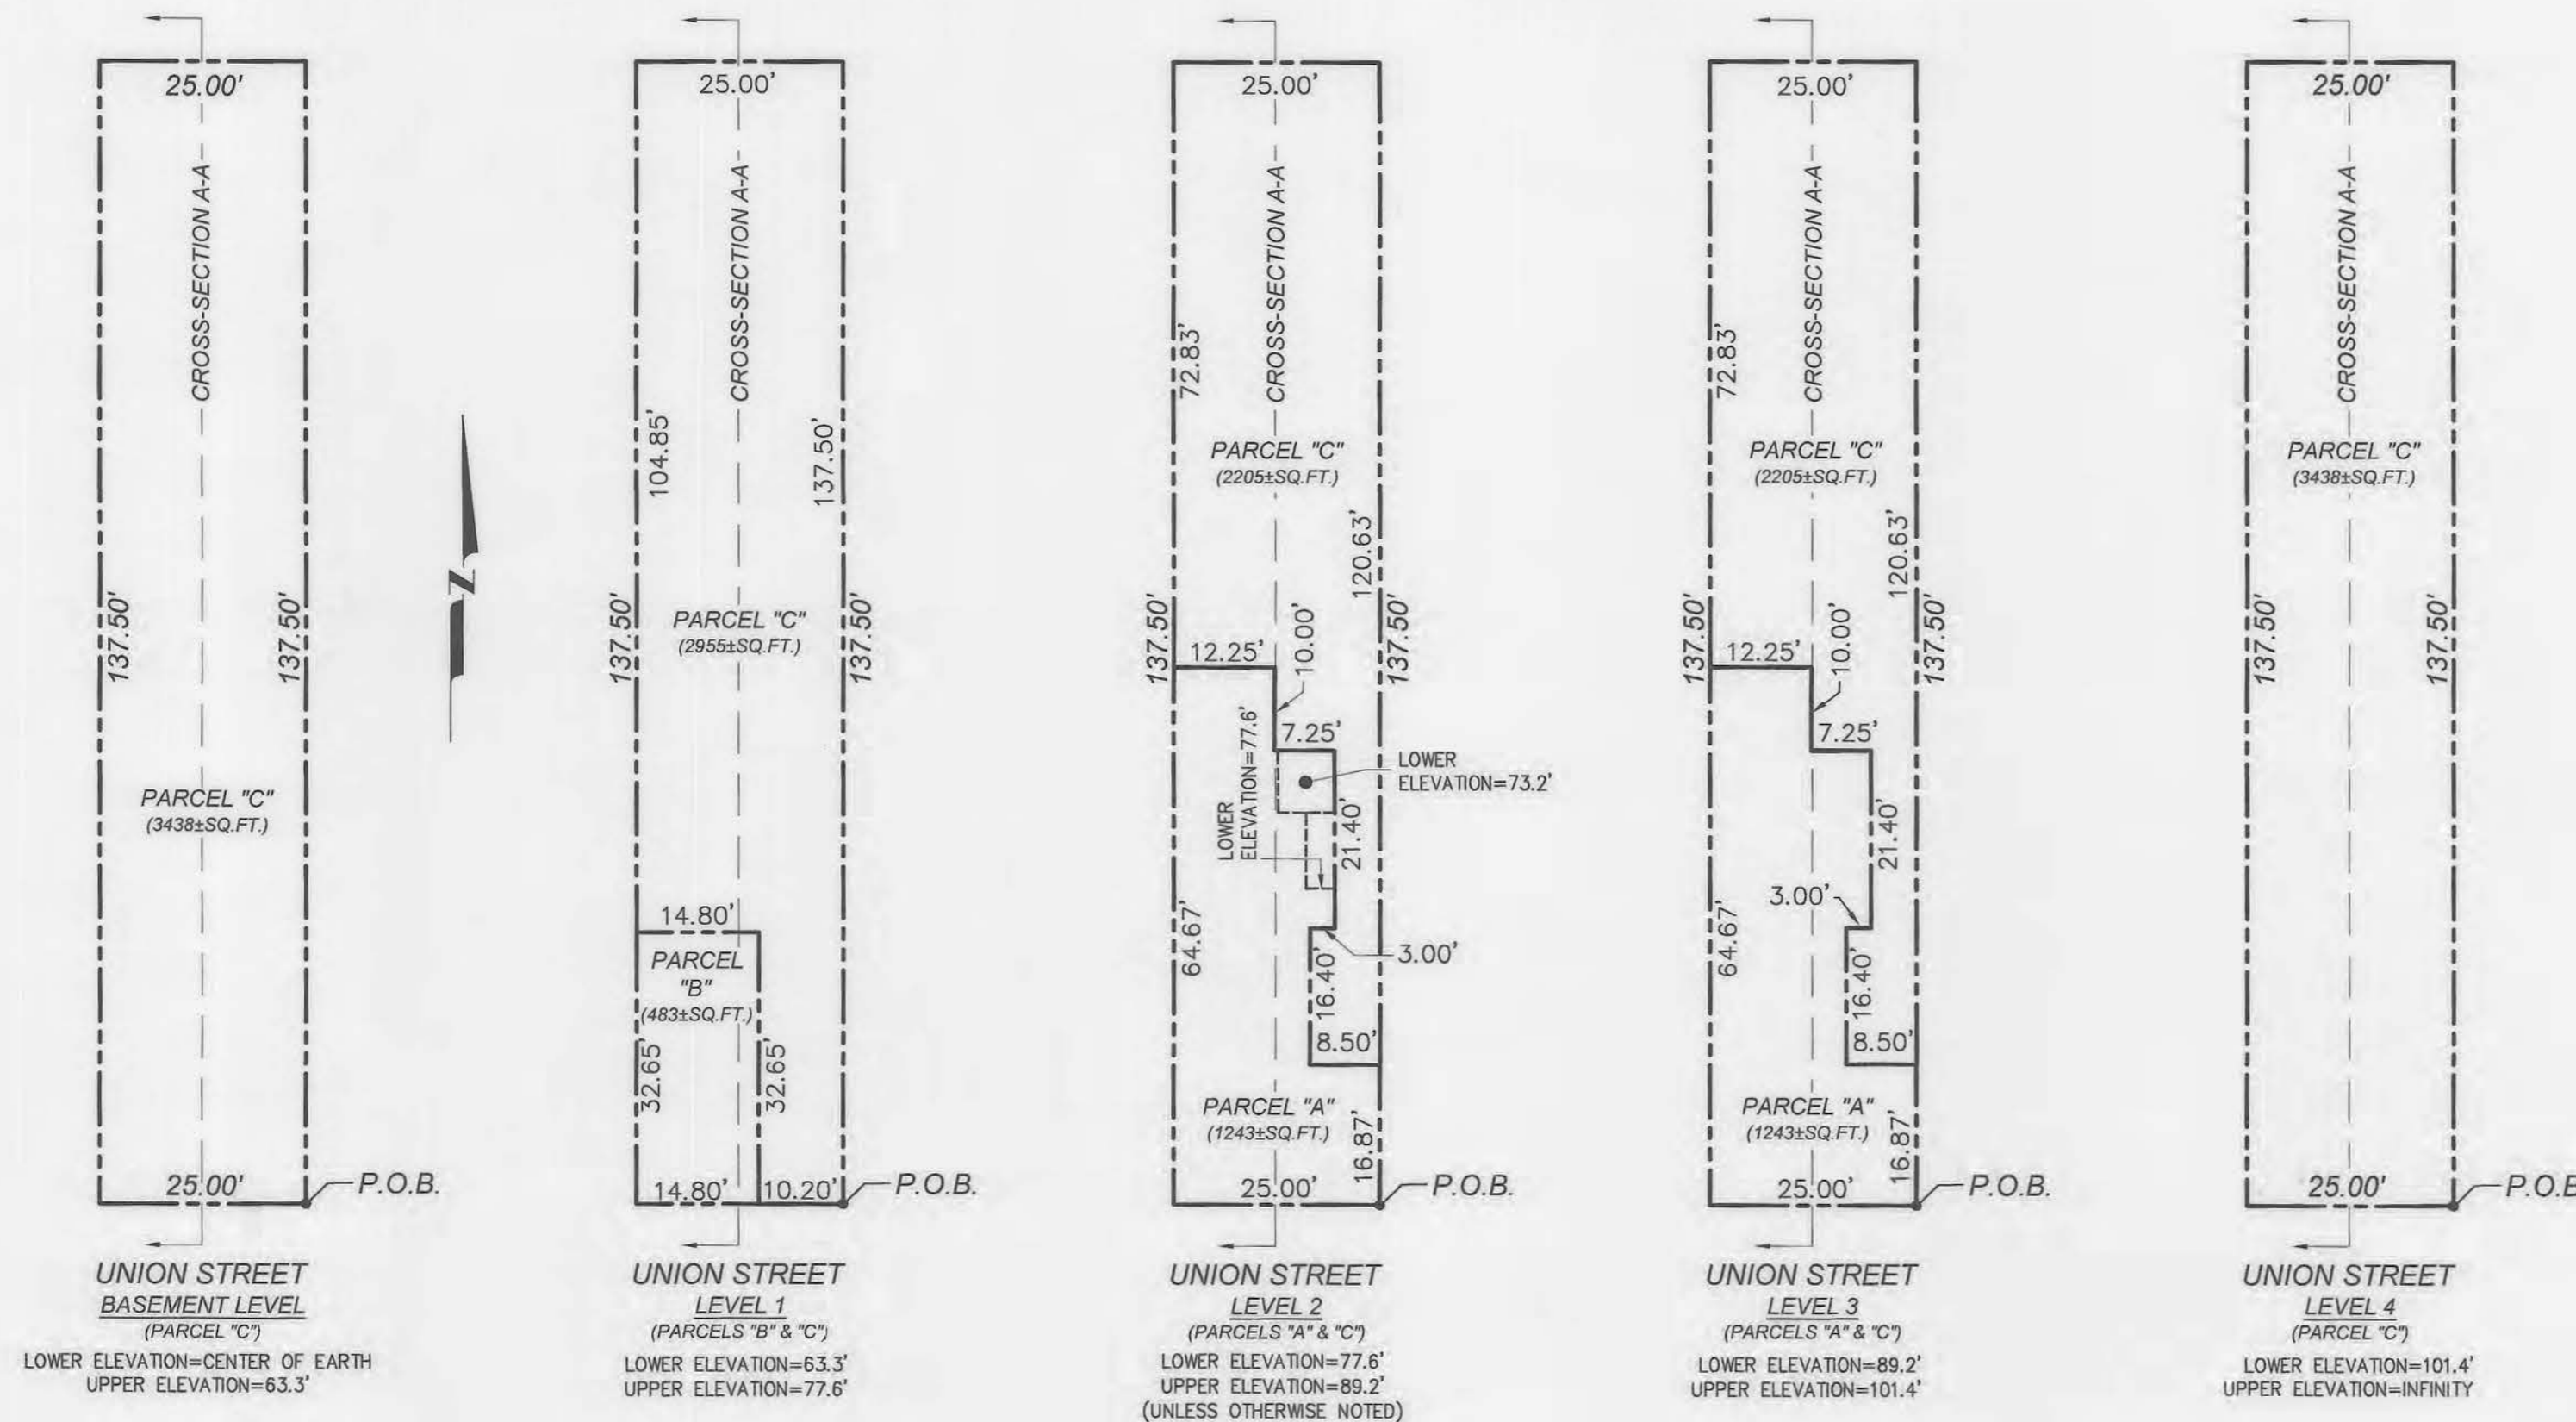 25.00'
CROSS-SECTION A-A
137.50'
137.50'
PARCEL "C"
(3438±SQ.FT.)
25.00'
P.O.B.
UNION STREET
BASEMENT LEVEL
(PARCEL "C")
LOWER ELEVATION=CENTER OF EARTH
UPPER ELEVATION=63.3'
N
25.00'
CROSS-SECTION A-A
104.85'
137.50'
137.50'
PARCEL "C"
(2955±SQ.FT.)
137.50'
14.80'
PARCEL
"B"
(483±SQ.FT.)
32.65'
32.65'
14.80'
10.20'
P.O.B.
UNION STREET
LEVEL 1
(PARCELS "B" & "C")
LOWER ELEVATION=63.3'
UPPER ELEVATION=77.6'
25.00'
CROSS-SECTION A-A
72.83'
PARCEL "C"
(2205±SQ.FT.)
120.63'
137.50'
12.25'
10.00'
137.50'
7.25'
LOWER
ELEVATION=77.6'
LOWER
ELEVATION=73.2'
21.40'
64.67'
3.00'
16.40'
8.50'
PARCEL "A"
(1243±SQ.FT.)
16.87'
25.00'
P.O.B.
UNION STREET
LEVEL 2
(PARCELS "A" & "C")
LOWER ELEVATION=77.6'
UPPER ELEVATION=89.2'
(UNLESS OTHERWISE NOTED)
25.00'
CROSS-SECTION A-A
72.83'
PARCEL "C"
(2205±SQ.FT.)
120.63'
137.50'
12.25'
10.00'
137.50'
7.25'
21.40'
3.00'
64.67'
16.40'
8.50'
PARCEL "A"
(1243±SQ.FT.)
16.87'
25.00'
P.O.B.
UNION STREET
LEVEL 3
(PARCELS "A" & "C")
LOWER ELEVATION=89.2'
UPPER ELEVATION=101.4'
25.00'
CROSS-SECTION A-A
PARCEL "C"
(3438±SQ.FT.)
137.50'
137.50'
25.00'
P.O.B
UNION STREET
LEVEL 4
(PARCEL "C")
LOWER ELEVATION=101.4'
UPPER ELEVATION=INFINITY